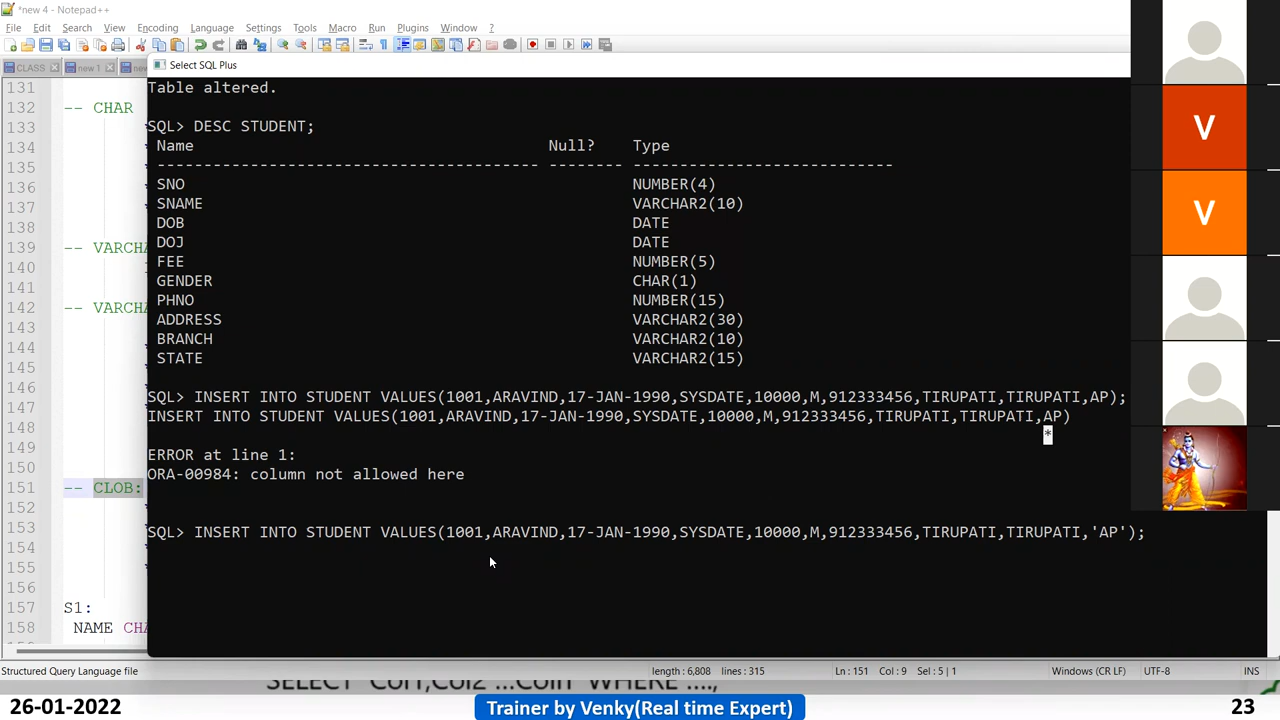 *new 4 - Notepad++
File Edit Search View Encoding Language Settings Tools Macro Run Plugins Window ?
CLASS new 1
Select SQL Plus
131
132 -- CHAR
133
134
135
136
137
138
139 -- VARCHA
140
141
142 -- VARCHA
143
144
145
146
147
148
149
150
151 -- CLOB:
152
153
154
155
156
157 S1:
158 NAME CHA
Table altered.
SQL> DESC STUDENT;
Name Null? Type
----------------------------------------- -------- ----------------------------
SNO NUMBER(4)
SNAME VARCHAR2(10)
DOB DATE
DOJ DATE
FEE NUMBER(5)
GENDER CHAR(1)
PHNO NUMBER(15)
ADDRESS VARCHAR2(30)
BRANCH VARCHAR2(10)
STATE VARCHAR2(15)
SQL> INSERT INTO STUDENT VALUES(1001,ARAVIND,17-JAN-1990,SYSDATE,10000,M,912333456,TIRUPATI,TIRUPATI,AP);
INSERT INTO STUDENT VALUES(1001,ARAVIND,17-JAN-1990,SYSDATE,10000,M,912333456,TIRUPATI,TIRUPATI,AP)
*
ERROR at line 1:
ORA-00984: column not allowed here
SQL> INSERT INTO STUDENT VALUES(1001,ARAVIND,17-JAN-1990,SYSDATE,10000,M,912333456,TIRUPATI,TIRUPATI,'AP');
V
V
Structured Query Language file length : 6,808 lines : 315 Ln : 151 Col : 9 Sel : 5 | 1 Windows (CR LF) UTF-8 INS
26-01-2022 Trainer by Venky(Real time Expert) 23